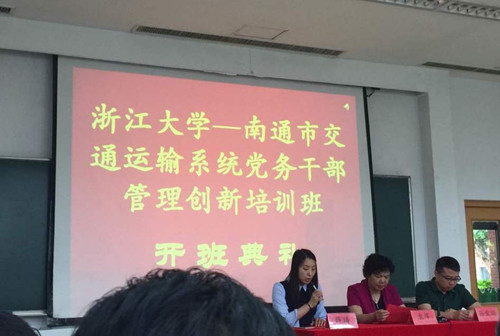 浙江大学—南通市交
通运输系统党务干部
管理创新培训班
开班典礼